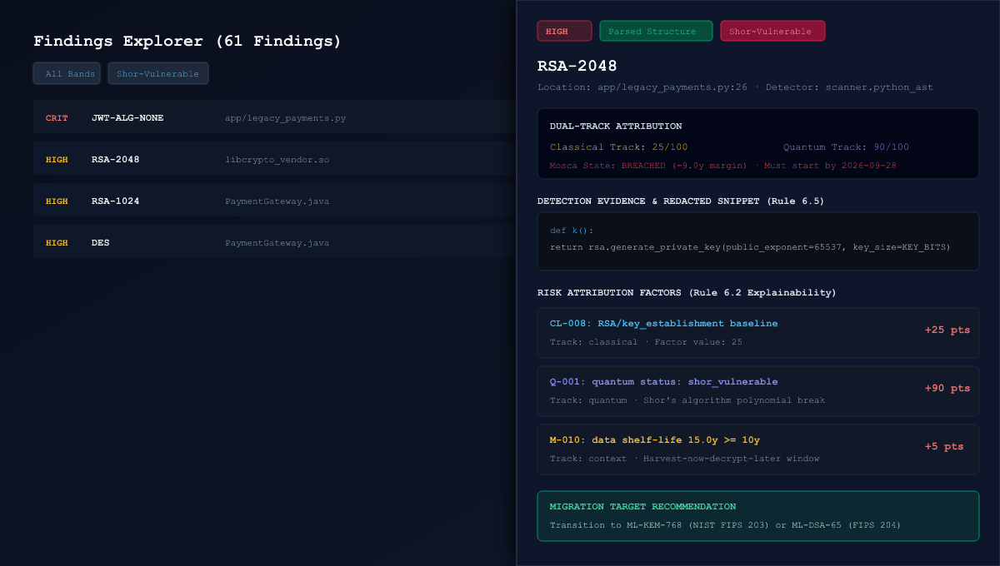 Findings Explorer (61 Findings)
All Bands
Shor-Vulnerable
CRIT JWT-ALG-NONE app/legacy_payments.py
HIGH RSA-2048 libcrypto_vendor.so
HIGH RSA-1024 PaymentGateway.java
HIGH DES PaymentGateway.java
HIGH
Parsed Structure
Shor-Vulnerable
RSA-2048
Location: app/legacy_payments.py:26 · Detector: scanner.python_ast
DUAL-TRACK ATTRIBUTION
Classical Track: 25/100 Quantum Track: 90/100
Mosca State: BREACHED (-9.0y margin) · Must start by 2026-09-28
DETECTION EVIDENCE & REDACTED SNIPPET (Rule 6.5)
def k():
return rsa.generate_private_key(public_exponent=65537, key_size=KEY_BITS)
RISK ATTRIBUTION FACTORS (Rule 6.2 Explainability)
CL-008: RSA/key_establishment baseline
Track: classical · Factor value: 25
+25 pts
Q-001: quantum status: shor_vulnerable
Track: quantum · Shor's algorithm polynomial break
+90 pts
M-010: data shelf-life 15.0y >= 10y
Track: context · Harvest-now-decrypt-later window
+5 pts
MIGRATION TARGET RECOMMENDATION
Transition to ML-KEM-768 (NIST FIPS 203) or ML-DSA-65 (FIPS 204)